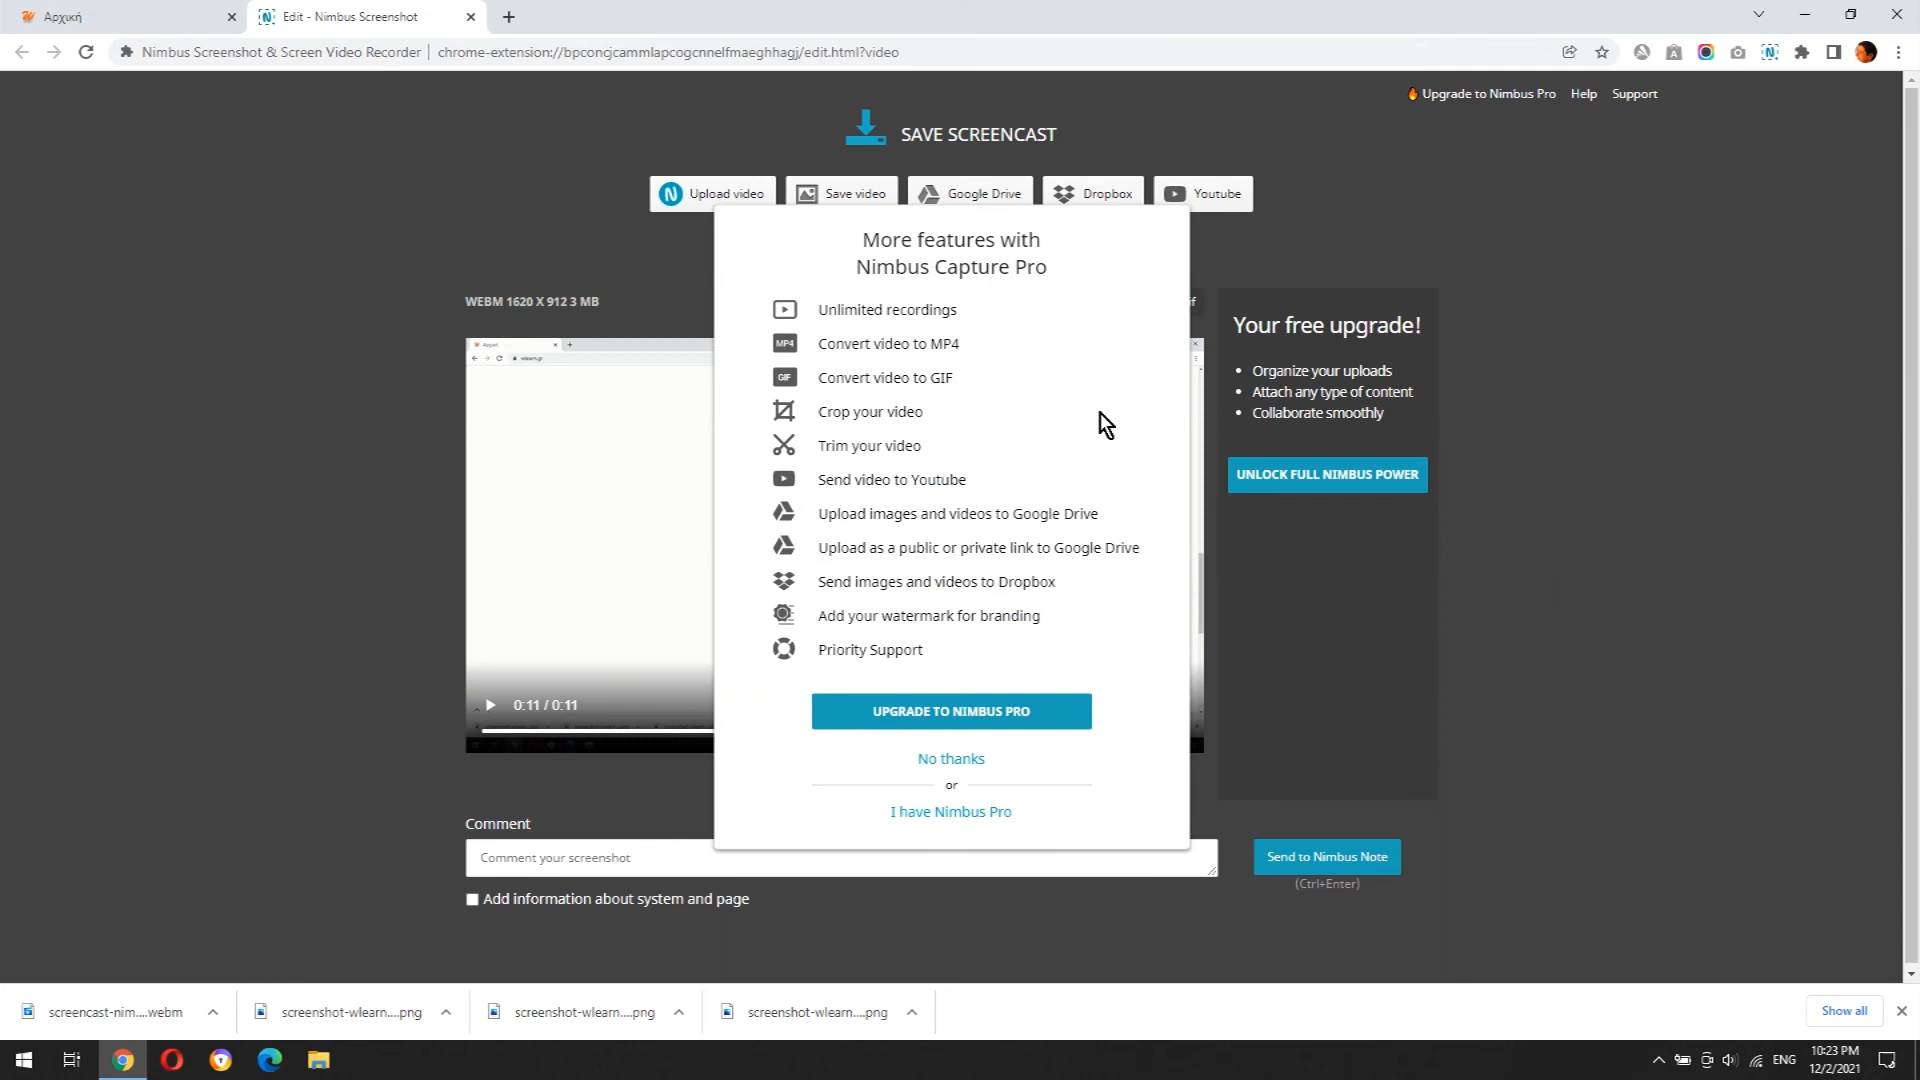 Αρχική
Edit - Nimbus Screenshot
Nimbus Screenshot & Screen Video Recorder
chrome-extension://bpconcjcammlapcogcnnelfmaeghhagj/edit.html?video
Upgrade to Nimbus Pro
Help
Support
SAVE SCREENCAST
Upload video
Save video
Google Drive
Dropbox
Youtube
More features with
Nimbus Capture Pro
Unlimited recordings
MP4
Convert video to MP4
GIF
Convert video to GIF
Crop your video
Trim your video
Send video to Youtube
Upload images and videos to Google Drive
Upload as a public or private link to Google Drive
Send images and videos to Dropbox
Add your watermark for branding
Priority Support
UPGRADE TO NIMBUS PRO
No thanks
or
I have Nimbus Pro
WEBM 1620 X 912 3 MB
Αρχική
wlearn.gr
0:11 / 0:11
Your free upgrade!
Organize your uploads
Attach any type of content
Collaborate smoothly
UNLOCK FULL NIMBUS POWER
Comment
Comment your screenshot
Send to Nimbus Note
(Ctrl+Enter)
Add information about system and page
screencast-nim....webm
screenshot-wlearn....png
screenshot-wlearn....png
screenshot-wlearn....png
Show all
ENG
10:23 PM
12/2/2021